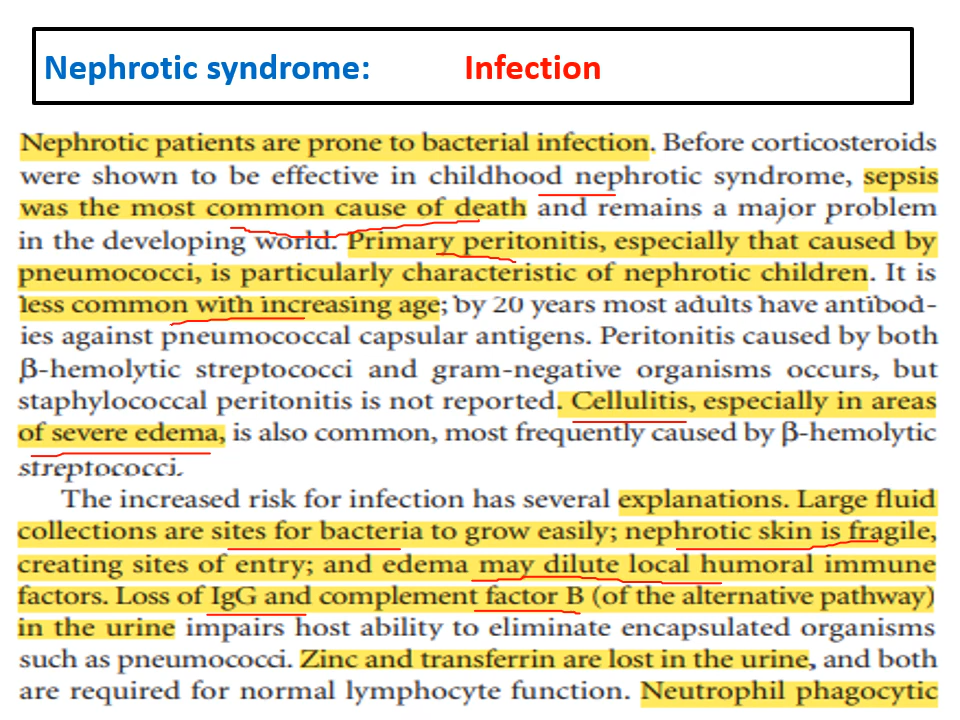 Nephrotic syndrome: Infection
Nephrotic patients are prone to bacterial infection. Before corticosteroids
were shown to be effective in childhood nephrotic syndrome, sepsis
was the most common cause of death and remains a major problem
in the developing world. Primary peritonitis, especially that caused by
pneumococci, is particularly characteristic of nephrotic children. It is
less common with increasing age; by 20 years most adults have antibod-
ies against pneumococcal capsular antigens. Peritonitis caused by both
β-hemolytic streptococci and gram-negative organisms occurs, but
staphylococcal peritonitis is not reported. Cellulitis, especially in areas
of severe edema, is also common, most frequently caused by β-hemolytic
streptococci.
The increased risk for infection has several explanations. Large fluid
collections are sites for bacteria to grow easily; nephrotic skin is fragile,
creating sites of entry; and edema may dilute local humoral immune
factors. Loss of IgG and complement factor B (of the alternative pathway)
in the urine impairs host ability to eliminate encapsulated organisms
such as pneumococci. Zinc and transferrin are lost in the urine, and both
are required for normal lymphocyte function. Neutrophil phagocytic